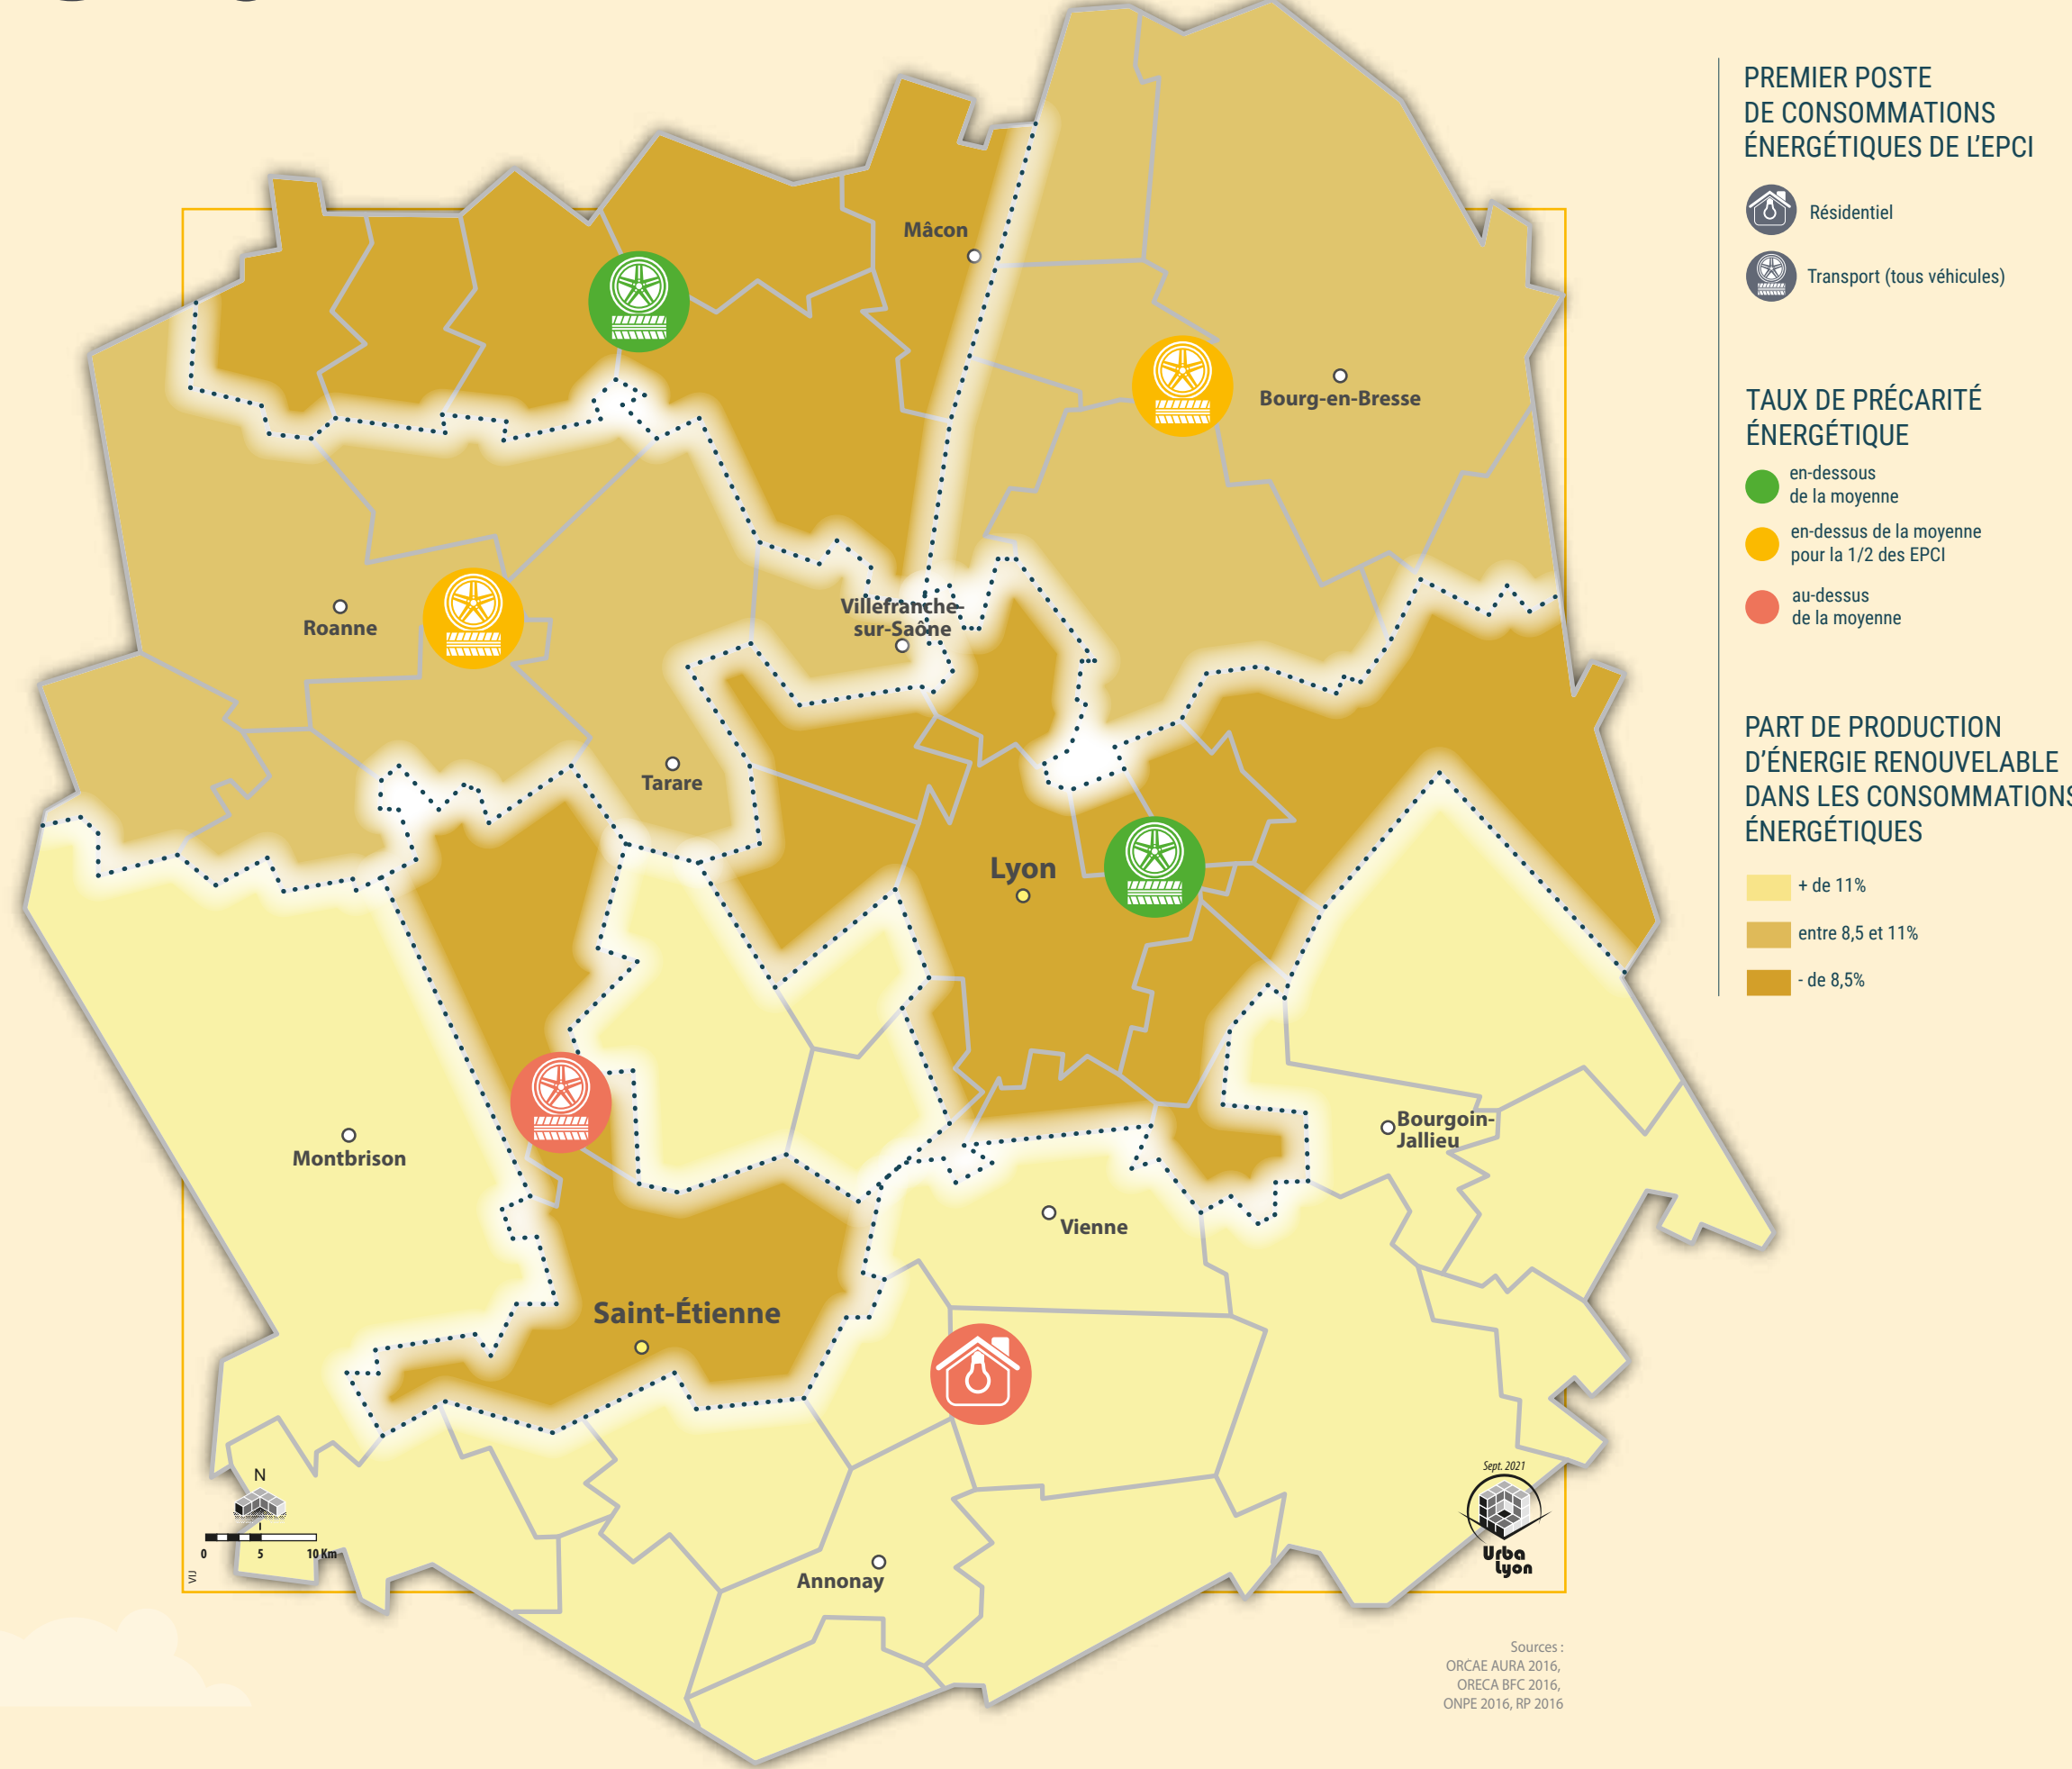 Mâcon
Bourg-en-Bresse
Roanne
Villefranche-
sur-Saône
Tarare
Lyon
Montbrison
Bourgoin-
Jallieu
Vienne
Saint-Étienne
Annonay
N
0 5 10 Km
VIJ
Sept. 2021
Urba
Lyon
Sources :
ORCAE AURA 2016,
ORECA BFC 2016,
ONPE 2016, RP 2016
PREMIER POSTE
DE CONSOMMATIONS
ÉNERGÉTIQUES DE L'EPCI
Résidentiel
Transport (tous véhicules)
TAUX DE PRÉCARITÉ
ÉNERGÉTIQUE
en-dessous
de la moyenne
en-dessus de la moyenne
pour la 1/2 des EPCI
au-dessus
de la moyenne
PART DE PRODUCTION
D'ÉNERGIE RENOUVELABLE
DANS LES CONSOMMATIONS
ÉNERGÉTIQUES
+ de 11%
entre 8,5 et 11%
- de 8,5%